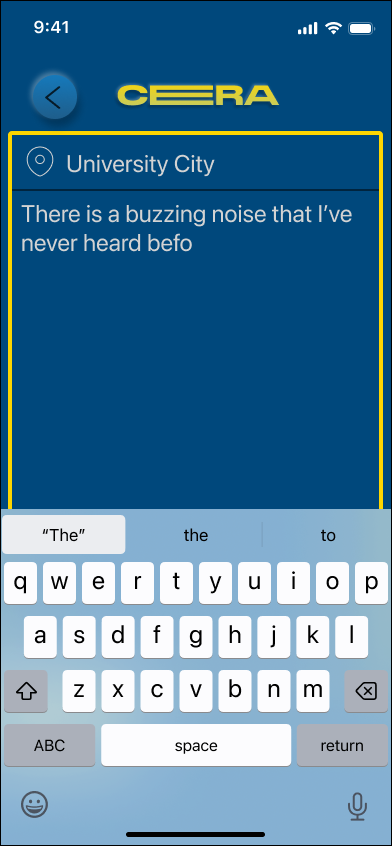 9:41
CERA
University City
There is a buzzing noise that I've
never heard befo
“The” the to
q w e r t y u i o p
a s d f g h j k l
z x c v b n m
ABC space return